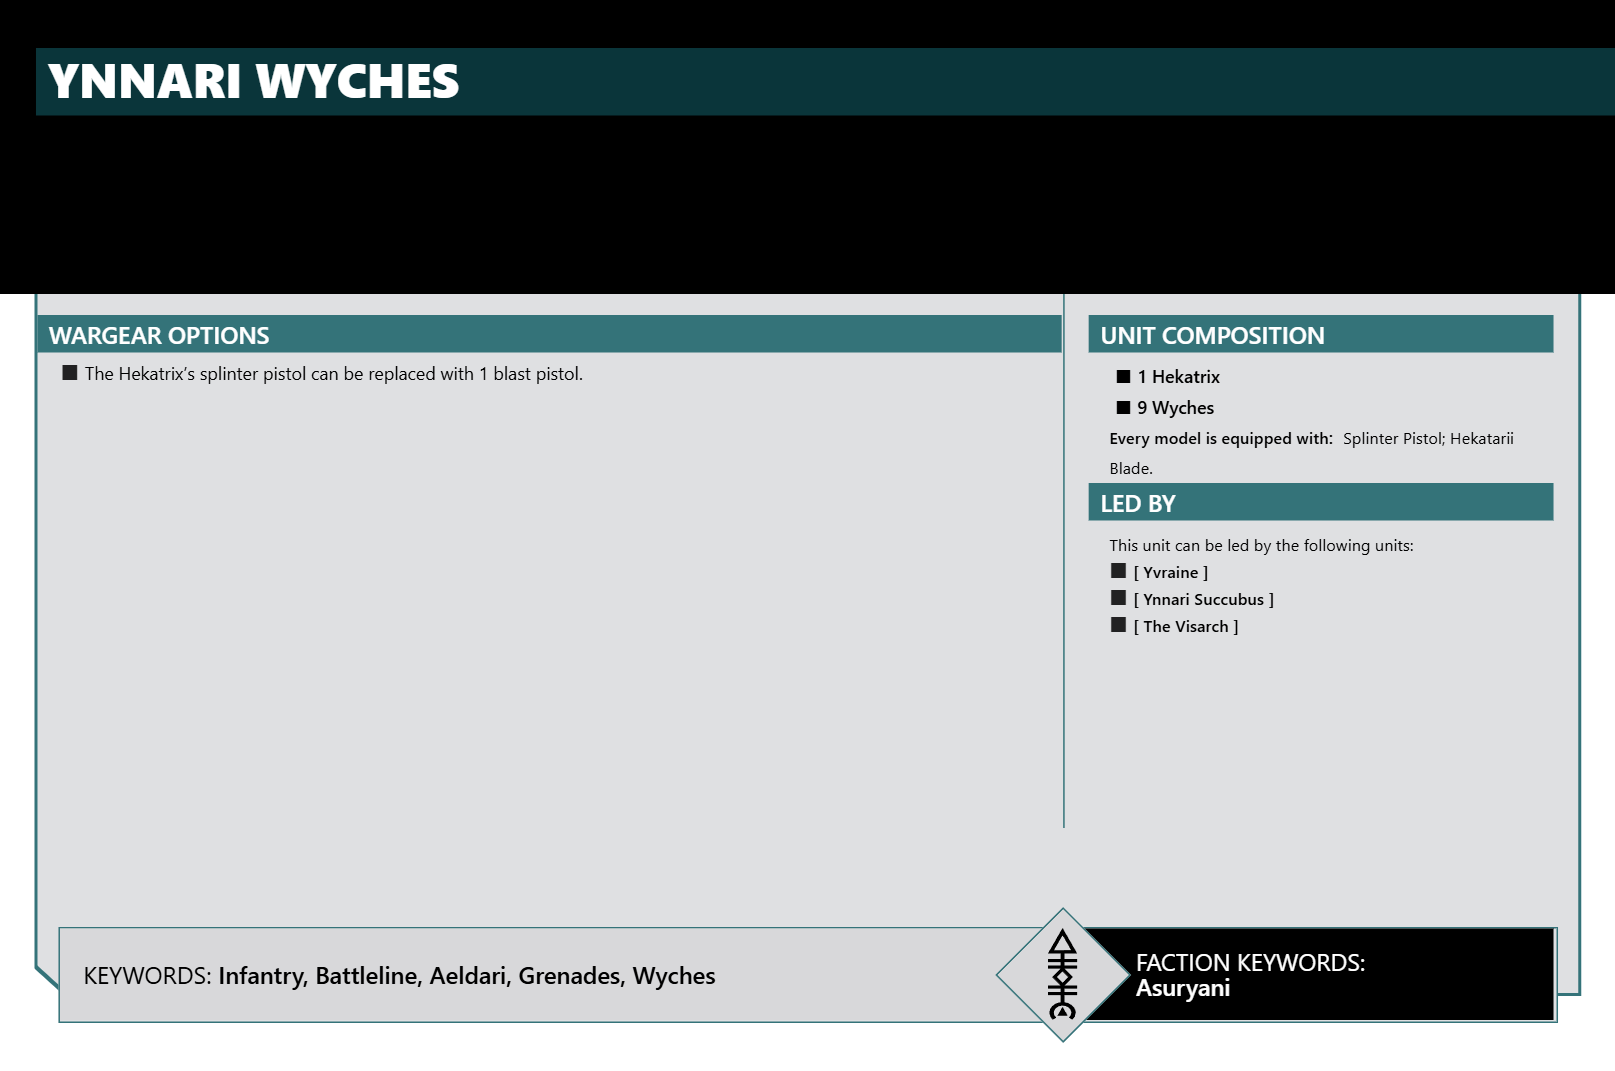 YNNARI WYCHES
WARGEAR OPTIONS
■ The Hekatrix’s splinter pistol can be replaced with 1 blast pistol.
UNIT COMPOSITION
■ 1 Hekatrix
■ 9 Wyches
Every model is equipped with: Splinter Pistol; Hekatarii
Blade.
LED BY
This unit can be led by the following units:
■ [ Yvraine ]
■ [ Ynnari Succubus ]
■ [ The Visarch ]
KEYWORDS: Infantry, Battleline, Aeldari, Grenades, Wyches
FACTION KEYWORDS:
Asuryani